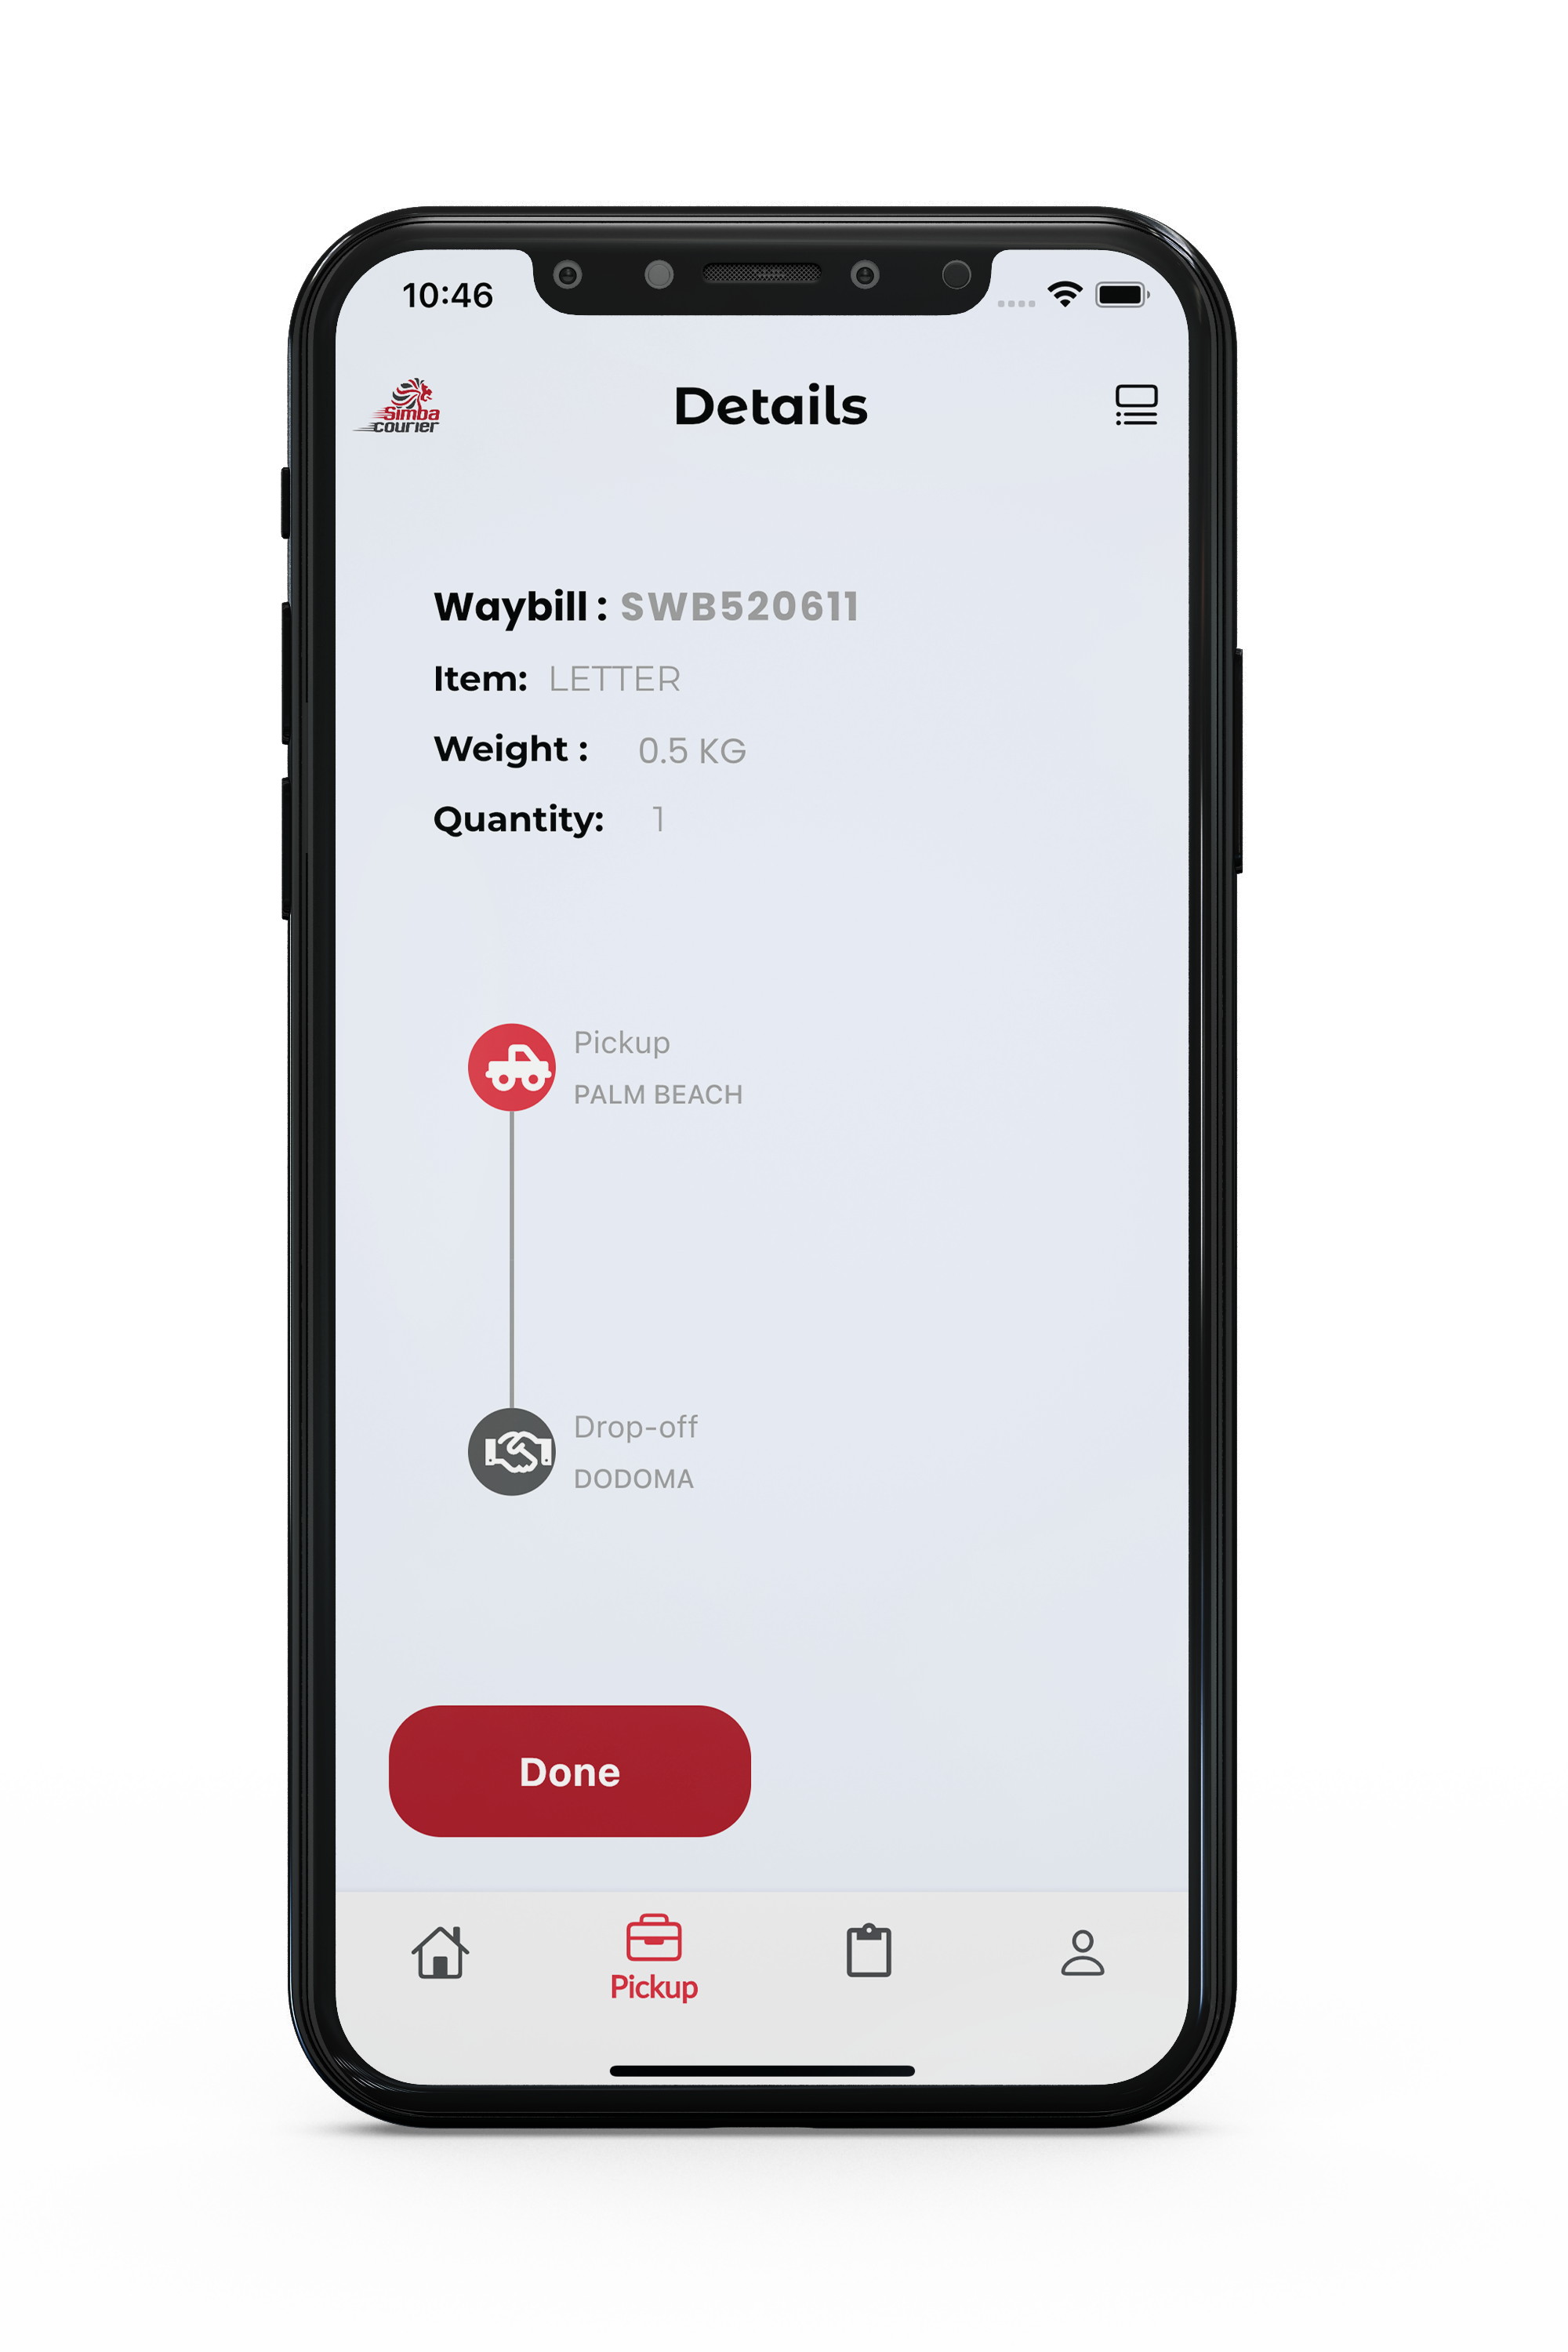 10:46
Simba
courier
Details
Waybill : SWB520611
Item: LETTER
Weight : 0.5 KG
Quantity: 1
Pickup
PALM BEACH
Drop-off
DODOMA
Done
Pickup